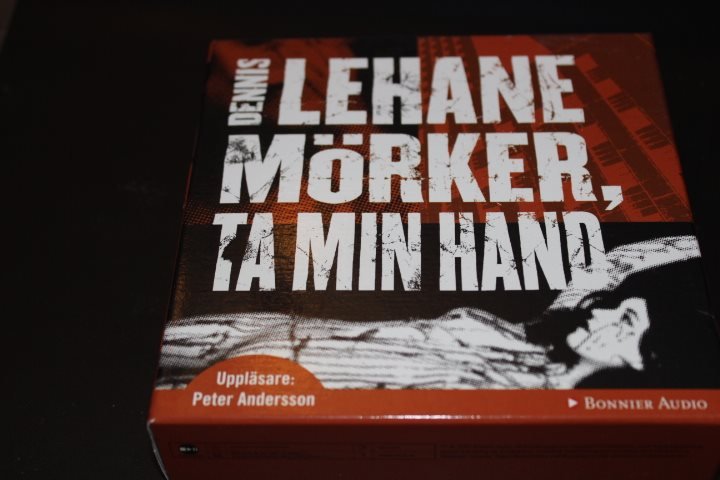 DENNIS
LEHANE
MÖRKER,
TA MIN HAND
Uppläsare:
Peter Andersson
BONNIER AUDIO